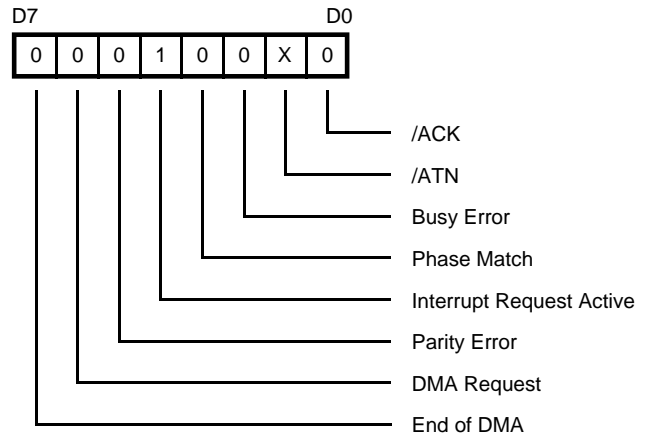 D7 D0
0 0 0 1 0 0 X 0
/ACK
/ATN
Busy Error
Phase Match
Interrupt Request Active
Parity Error
DMA Request
End of DMA